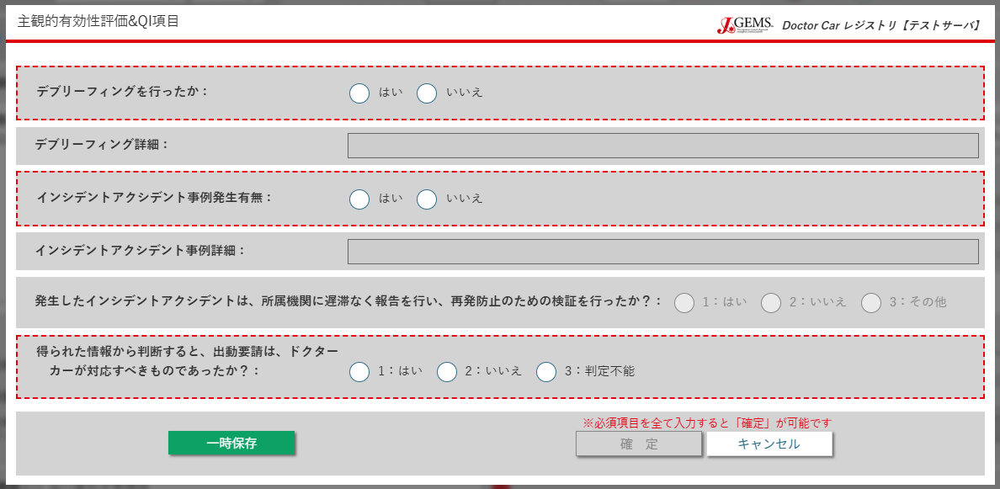 主観的有効性評価&QI項目
J-GEMS. Doctor Car レジストリ【テストサーバ】
デブリーフィングを行ったか： はい いいえ
デブリーフィング詳細：
インシデントアクシデント事例発生有無： はい いいえ
インシデントアクシデント事例詳細：
発生したインシデントアクシデントは、所属機関に遅滞なく報告を行い、再発防止のための検証を行ったか？： 1：はい 2：いいえ 3：その他
得られた情報から判断すると、出動要請は、ドクター
カーが対応すべきものであったか？： 1：はい 2：いいえ 3：判定不能
※必須項目を全て入力すると「確定」が可能です
一時保存 確　定 キャンセル